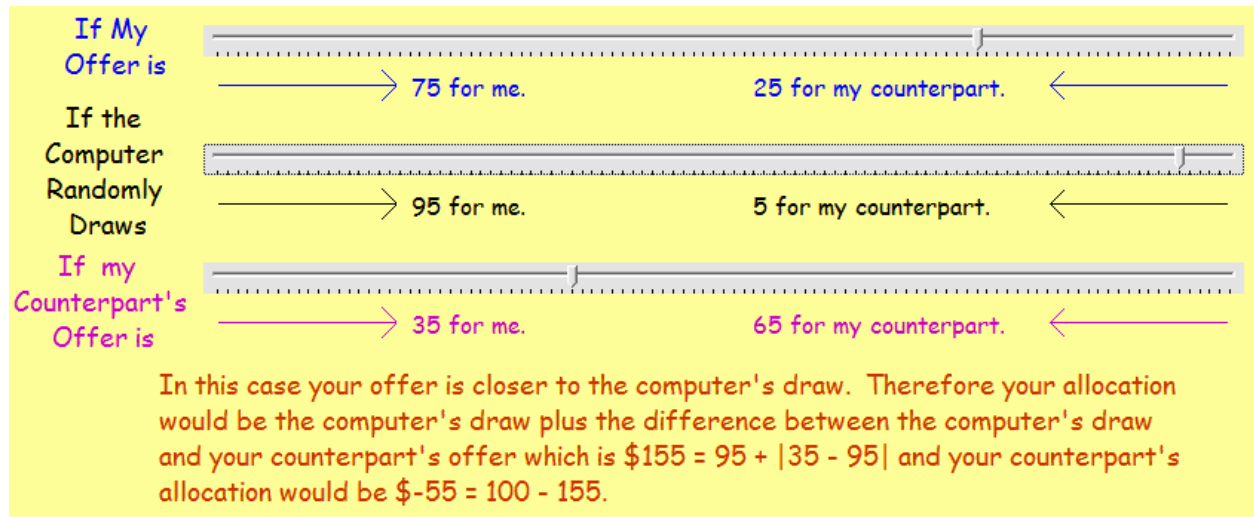 If My
Offer is
75 for me.
25 for my counterpart.
If the
Computer
Randomly
Draws
95 for me.
5 for my counterpart.
If my
Counterpart's
Offer is
35 for me.
65 for my counterpart.
In this case your offer is closer to the computer's draw. Therefore your allocation
would be the computer's draw plus the difference between the computer's draw
and your counterpart's offer which is $155 = 95 + |35 - 95| and your counterpart's
allocation would be $-55 = 100 - 155.